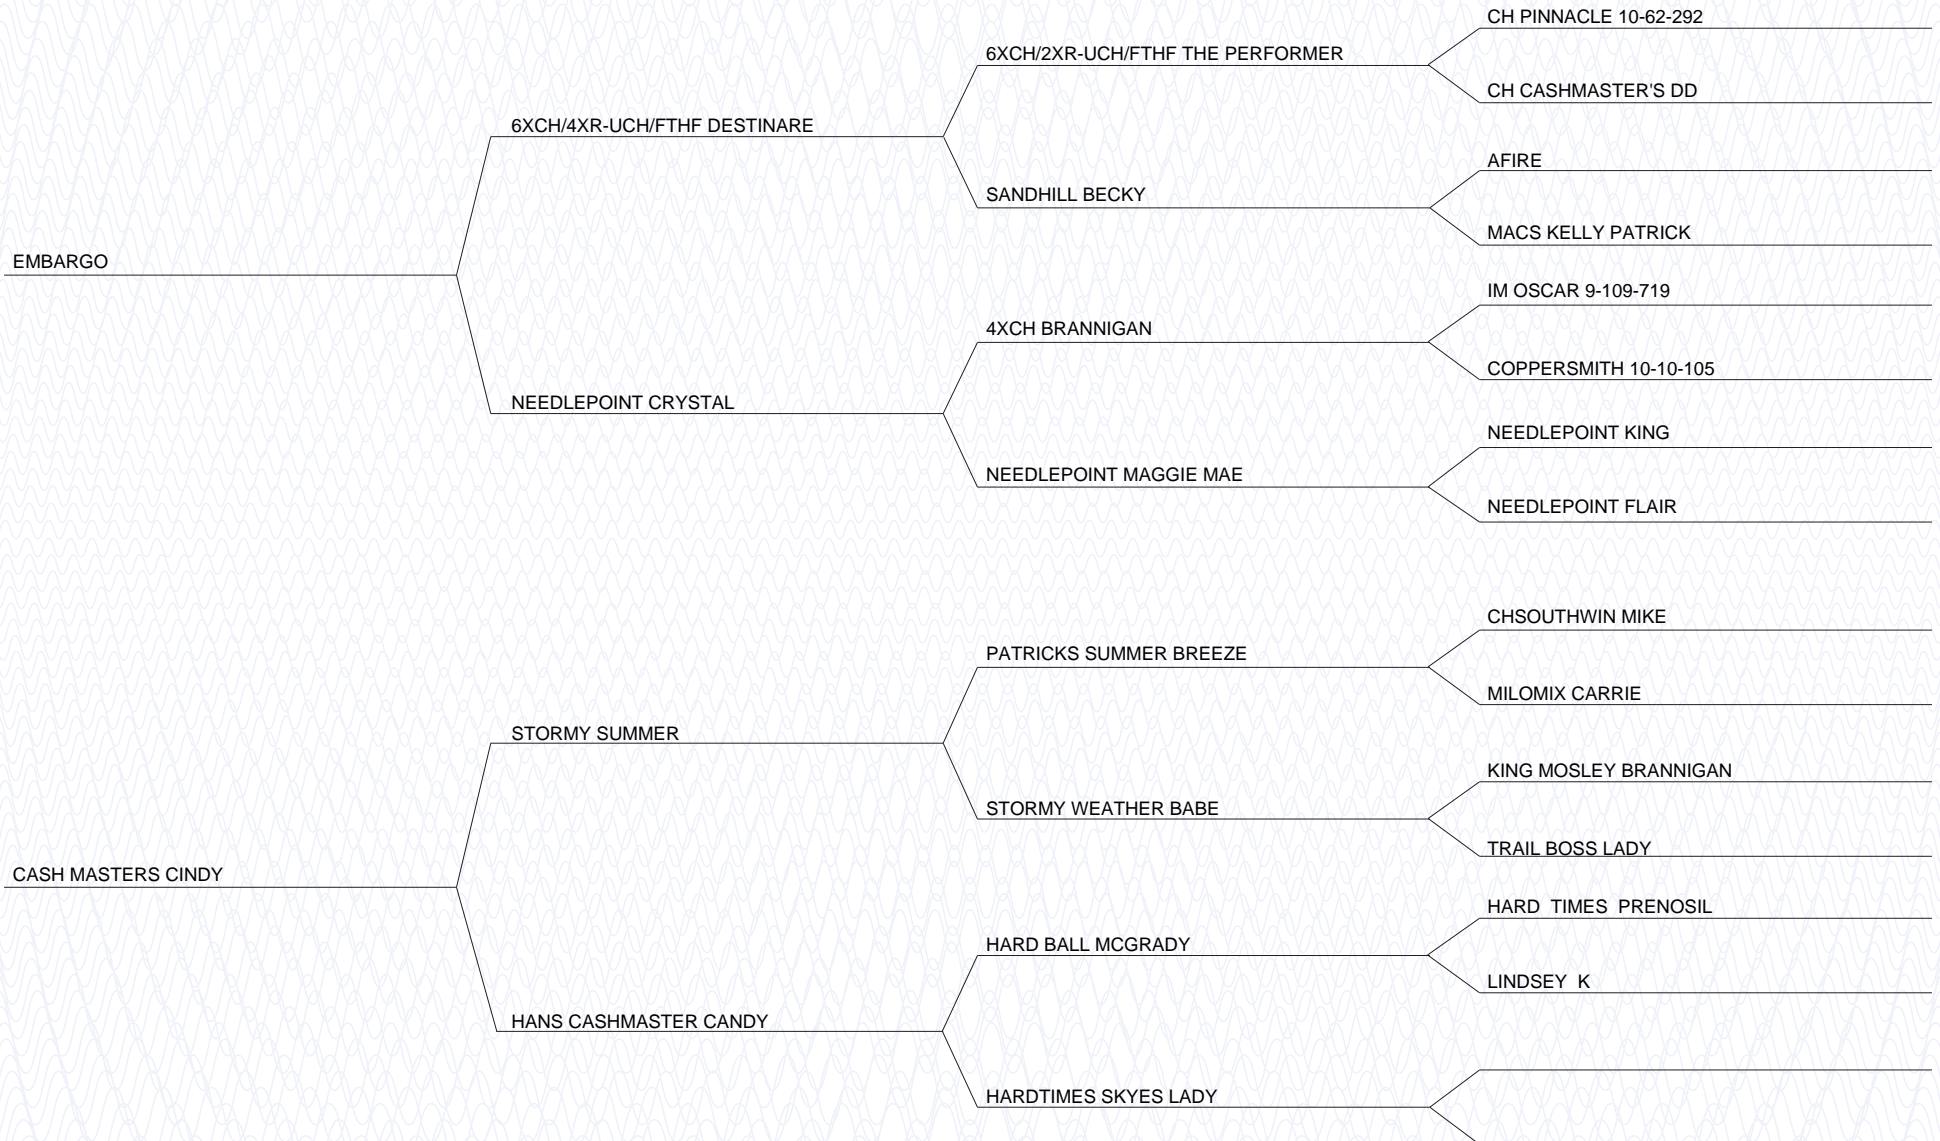 CH PINNACLE 10-62-292
6XCH/2XR-UCH/FTHF THE PERFORMER
CH CASHMASTER'S DD
6XCH/4XR-UCH/FTHF DESTINARE
AFIRE
SANDHILL BECKY
MACS KELLY PATRICK
EMBARGO
IM OSCAR 9-109-719
4XCH BRANNIGAN
COPPERSMITH 10-10-105
NEEDLEPOINT CRYSTAL
NEEDLEPOINT KING
NEEDLEPOINT MAGGIE MAE
NEEDLEPOINT FLAIR
CHSOUTHWIN MIKE
PATRICKS SUMMER BREEZE
MILOMIX CARRIE
STORMY SUMMER
KING MOSLEY BRANNIGAN
STORMY WEATHER BABE
TRAIL BOSS LADY
CASH MASTERS CINDY
HARD  TIMES  PRENOSIL
HARD BALL MCGRADY
LINDSEY  K
HANS CASHMASTER CANDY
HARDTIMES SKYES LADY